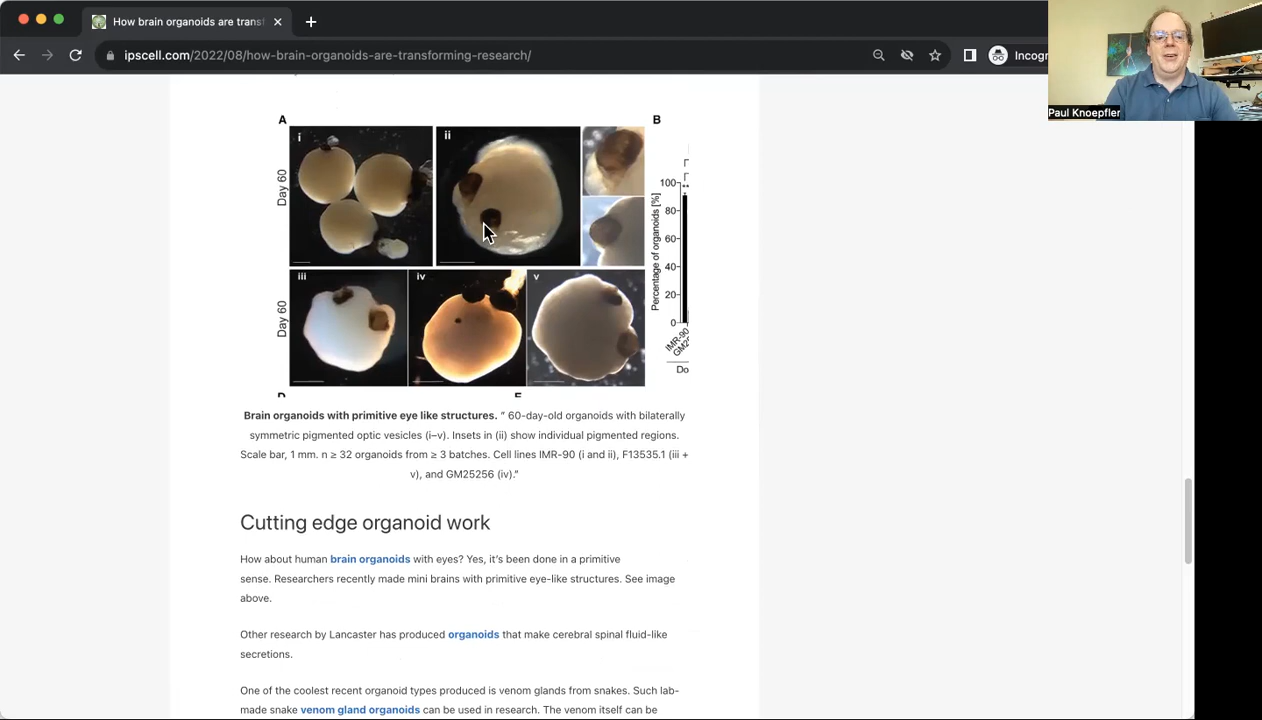 How brain organoids are transf
ipscell.com/2022/08/how-brain-organoids-are-transforming-research/
Incogn
Paul Knoepfler
A
B
i
ii
Day 60
100
80
60
40
20
0
Percentage of organoids [%]
**
iii
iv
v
Day 60
IMR-90
GM2
Do
D
E
Brain organoids with primitive eye like structures. “ 60-day-old organoids with bilaterally
symmetric pigmented optic vesicles (i–v). Insets in (ii) show individual pigmented regions.
Scale bar, 1 mm. n ≥ 32 organoids from ≥ 3 batches. Cell lines IMR-90 (i and ii), F13535.1 (iii +
v), and GM25256 (iv).”
Cutting edge organoid work
How about human brain organoids with eyes? Yes, it’s been done in a primitive
sense. Researchers recently made mini brains with primitive eye-like structures. See image
above.
Other research by Lancaster has produced organoids that make cerebral spinal fluid-like
secretions.
One of the coolest recent organoid types produced is venom glands from snakes. Such lab-
made snake venom gland organoids can be used in research. The venom itself can be